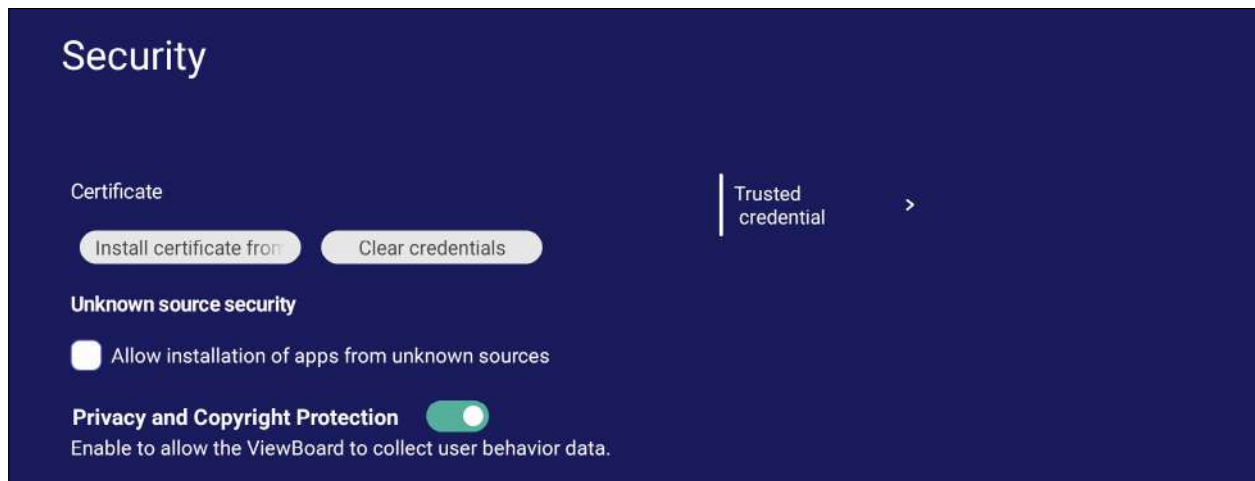 Security
Certificate
Install certificate from
Clear credentials
Trusted
credential
Unknown source security
Allow installation of apps from unknown sources
Privacy and Copyright Protection
Enable to allow the ViewBoard to collect user behavior data.